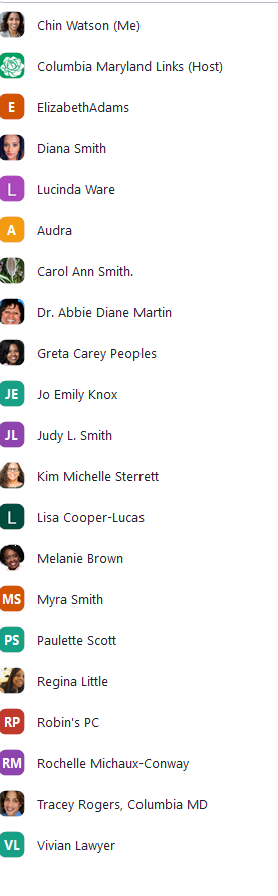 Chin Watson (Me)
Columbia Maryland Links (Host)
E ElizabethAdams
Diana Smith
L Lucinda Ware
A Audra
Carol Ann Smith.
Dr. Abbie Diane Martin
Greta Carey Peoples
JE Jo Emily Knox
JL Judy L. Smith
Kim Michelle Sterrett
L Lisa Cooper-Lucas
Melanie Brown
MS Myra Smith
PS Paulette Scott
Regina Little
RP Robin's PC
RM Rochelle Michaux-Conway
Tracey Rogers, Columbia MD
VL Vivian Lawyer